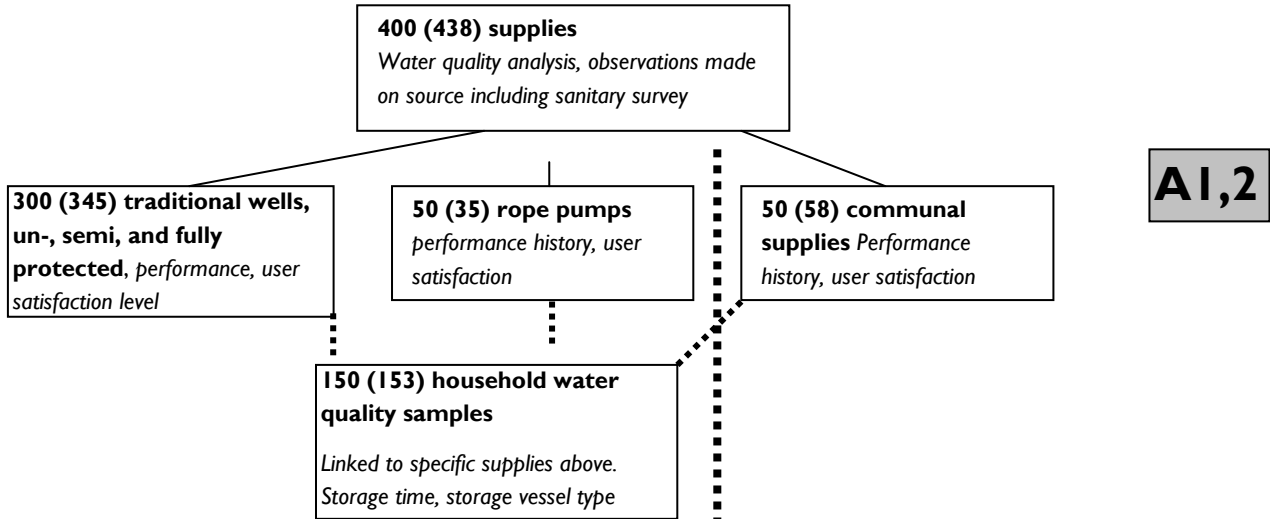 400 (438) supplies
Water quality analysis, observations made
on source including sanitary survey
A1,2
300 (345) traditional wells,
un-, semi, and fully
protected, performance, user
satisfaction level
50 (35) rope pumps
performance history, user
satisfaction
50 (58) communal
supplies Performance
history, user satisfaction
150 (153) household water
quality samples
Linked to specific supplies above.
Storage time, storage vessel type